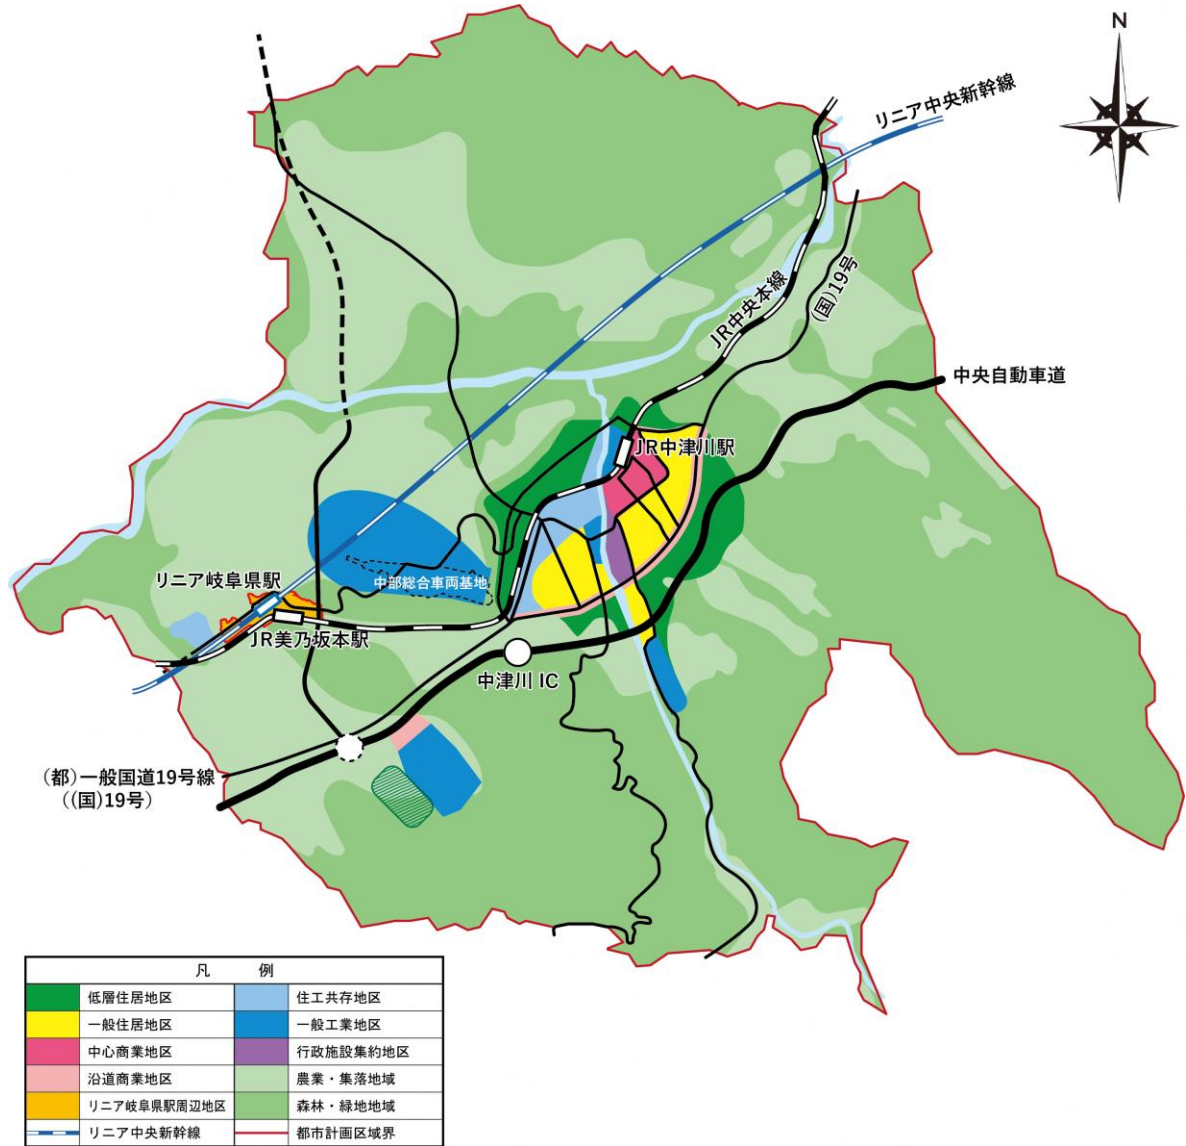 N
リニア中央新幹線
JR中央本線
(国)19号
中央自動車道
JR中津川駅
中部総合車両基地
リニア岐阜県駅
JR美乃坂本駅
中津川 IC
(都)一般国道19号線
((国)19号)
凡 例
低層住居地区 住工共存地区
一般住居地区 一般工業地区
中心商業地区 行政施設集約地区
沿道商業地区 農業・集落地域
リニア岐阜県駅周辺地区 森林・緑地地域
リニア中央新幹線 都市計画区域界